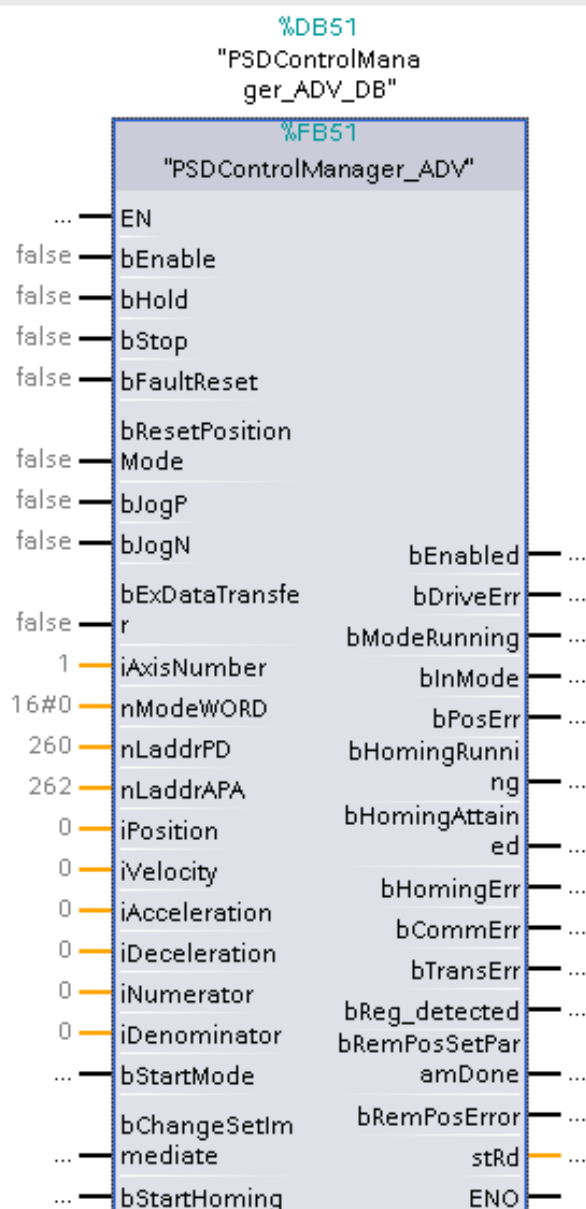 %DB51
"PSDControlMana
ger_ADV_DB"
%FB51
"PSDControlManager_ADV"
... EN
false bEnable
false bHold
false bStop
false bFaultReset
bResetPosition
false Mode
false bJogP
false bJogN
bEnabled ...
bExDataTransfe
bDriveErr ...
false r
bModeRunning ...
1 iAxisNumber
bInMode ...
16#0 nModeWORD
bPosErr ...
260 nLaddrPD
bHomingRunni
262 nLaddrAPA
ng ...
0 iPosition
bHomingAttain
ed ...
0 iVelocity
bHomingErr ...
0 iAcceleration
bCommErr ...
0 iDeceleration
bTransErr ...
0 iNumerator
bReg_detected ...
0 iDenominator
bRemPosSetPar
... bStartMode
amDone ...
bChangeSetIm
bRemPosError ...
... mediate
stRd ...
... bStartHoming
ENO